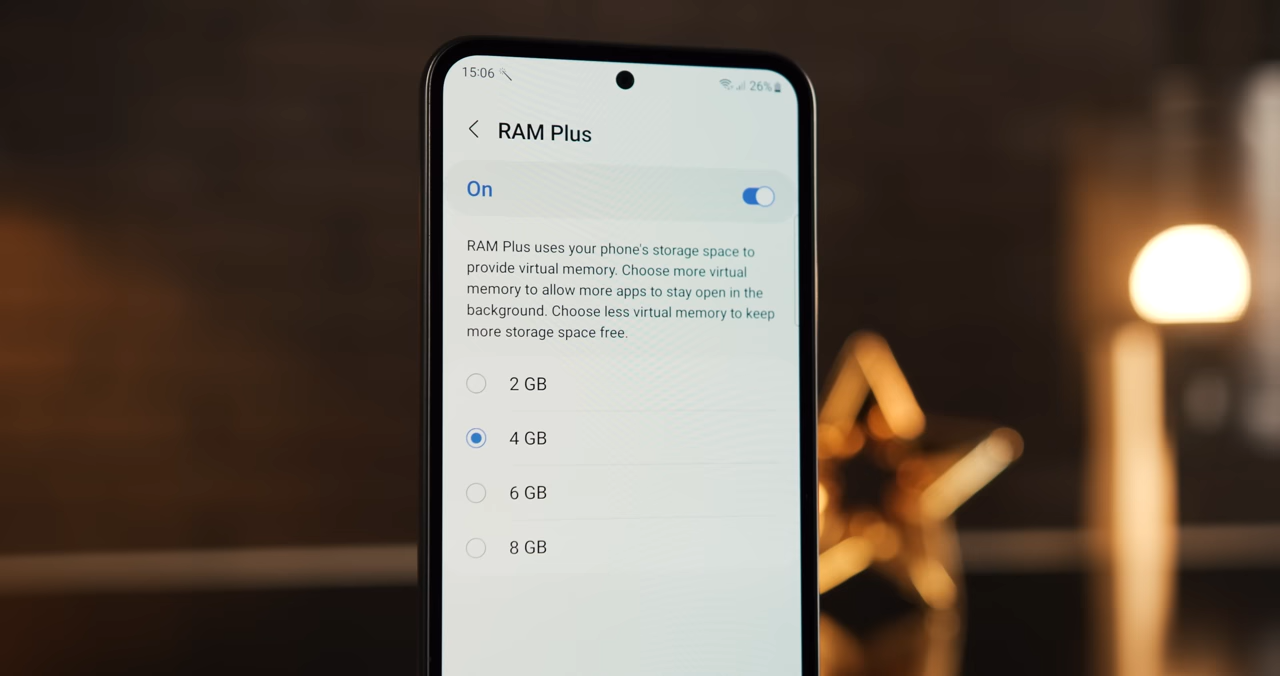 15:06
26%
RAM Plus
On
RAM Plus uses your phone's storage space to
provide virtual memory. Choose more virtual
memory to allow more apps to stay open in the
background. Choose less virtual memory to keep
more storage space free.
2 GB
4 GB
6 GB
8 GB